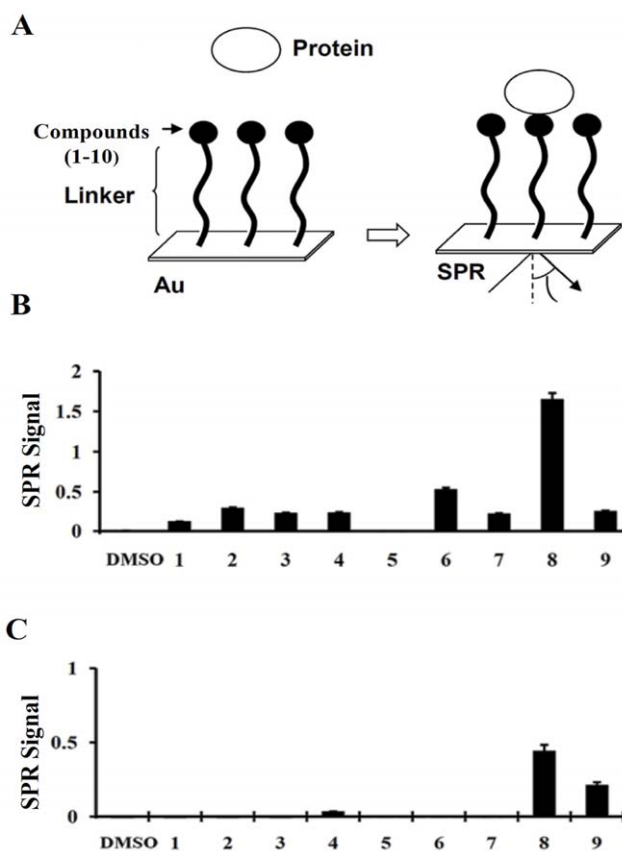 A
Protein
Compounds
(1-10)
Linker
Au
SPR
B
SPR Signal
2
1.5
1
0.5
0
DMSO 1 2 3 4 5 6 7 8 9
C
SPR Signal
1
0.5
0
DMSO 1 2 3 4 5 6 7 8 9